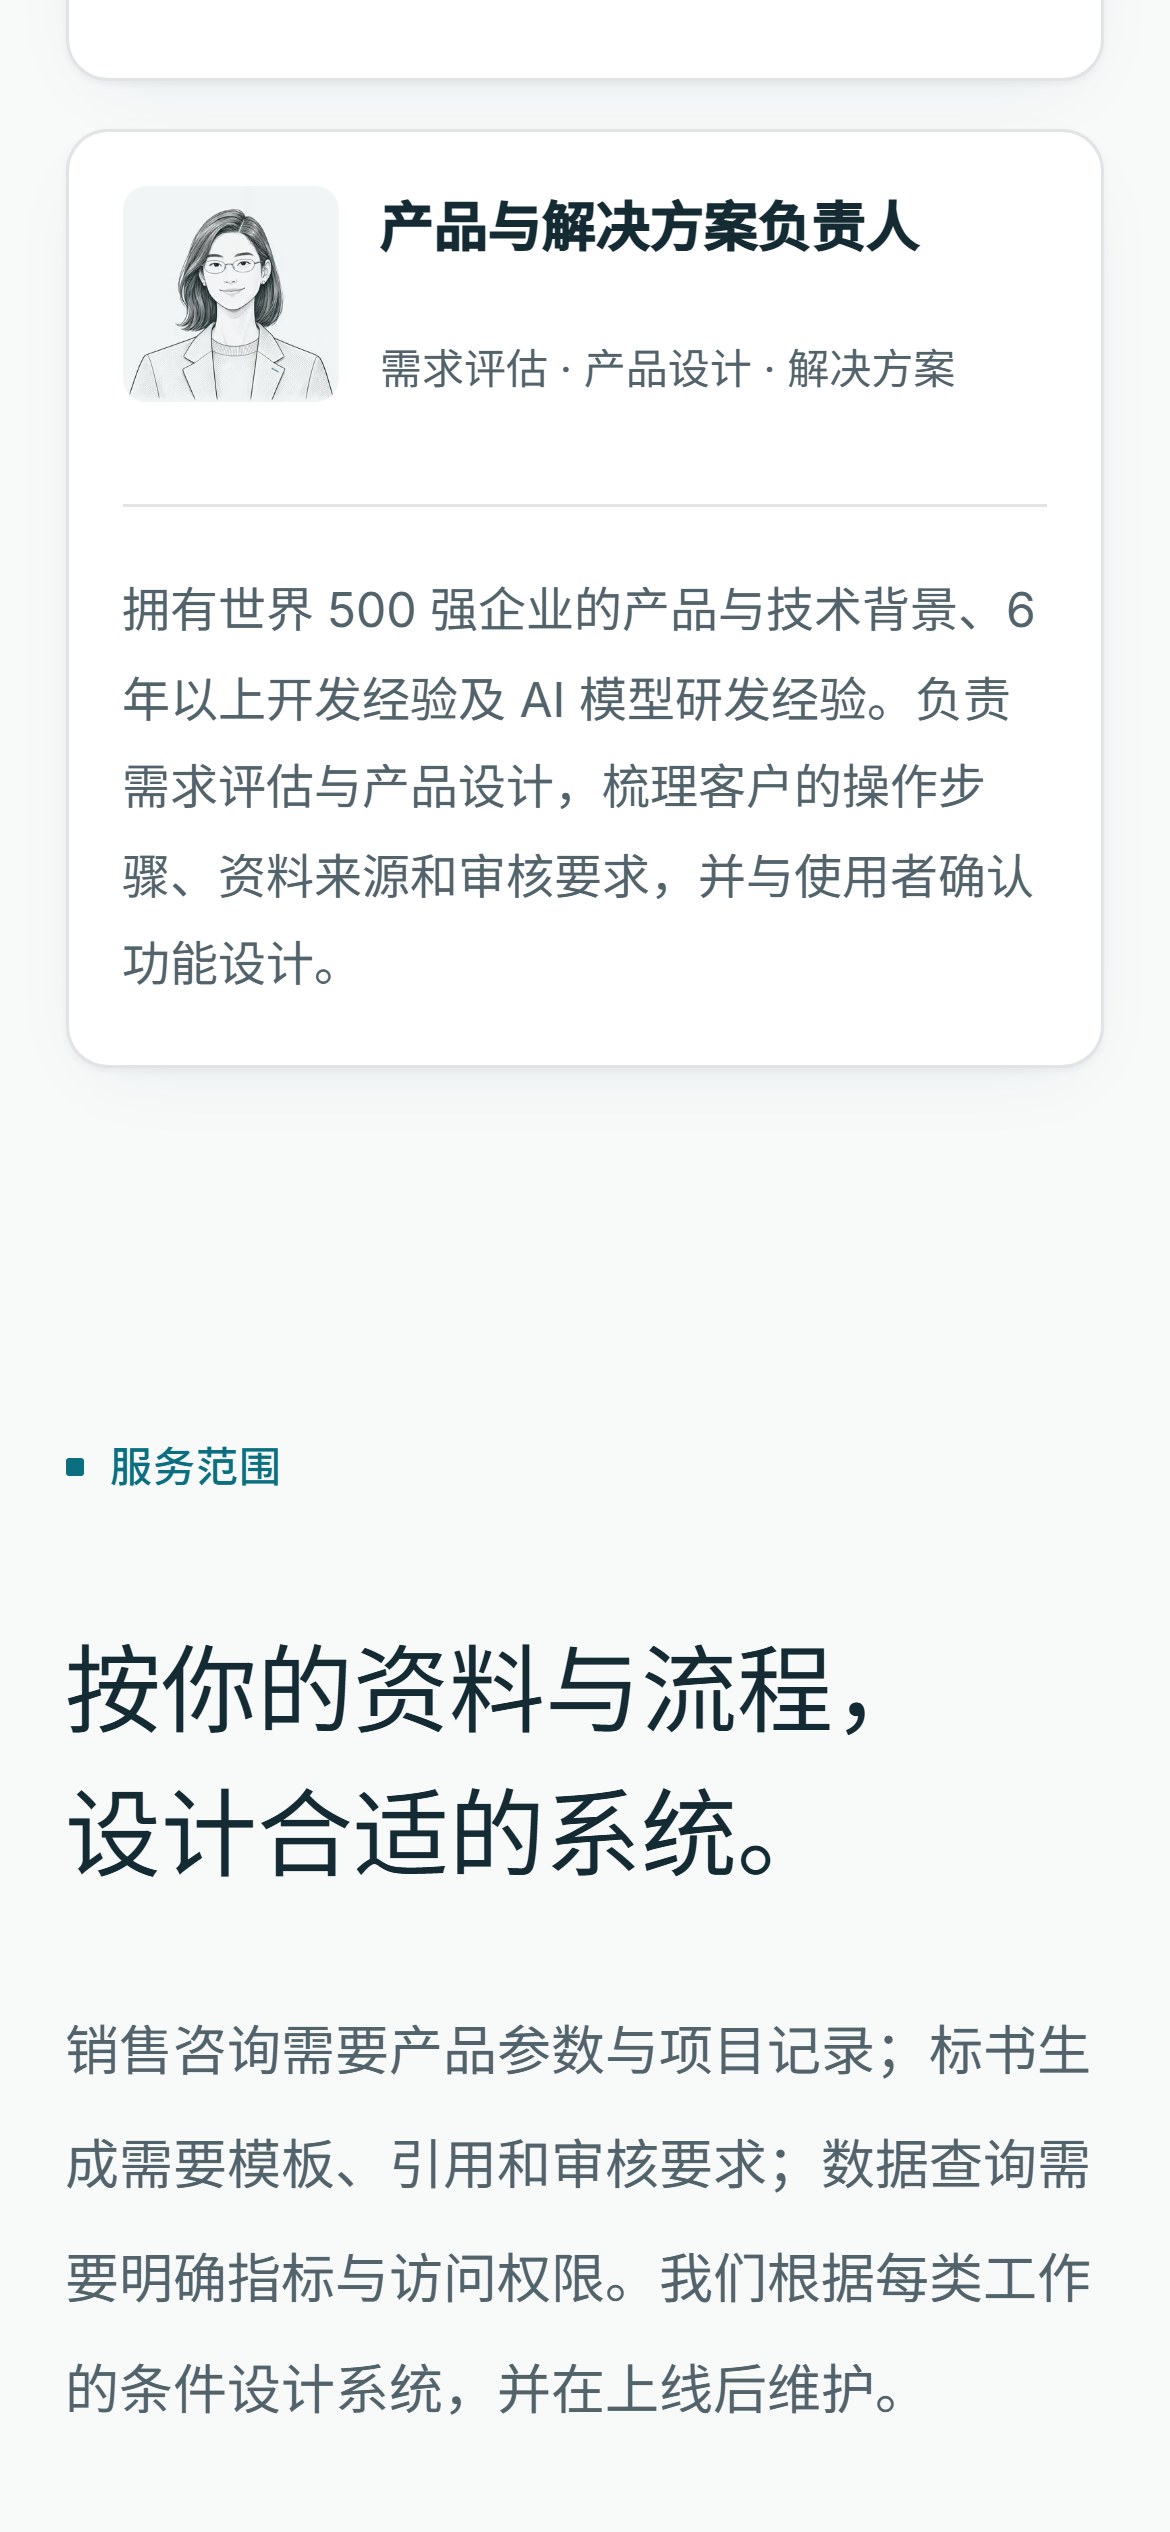 产品与解决方案负责人
需求评估 · 产品设计 · 解决方案
拥有世界 500 强企业的产品与技术背景、6
年以上开发经验及 AI 模型研发经验。负责
需求评估与产品设计，梳理客户的操作步
骤、资料来源和审核要求，并与使用者确认
功能设计。
服务范围
按你的资料与流程，
设计合适的系统。
销售咨询需要产品参数与项目记录；标书生
成需要模板、引用和审核要求；数据查询需
要明确指标与访问权限。我们根据每类工作
的条件设计系统，并在上线后维护。